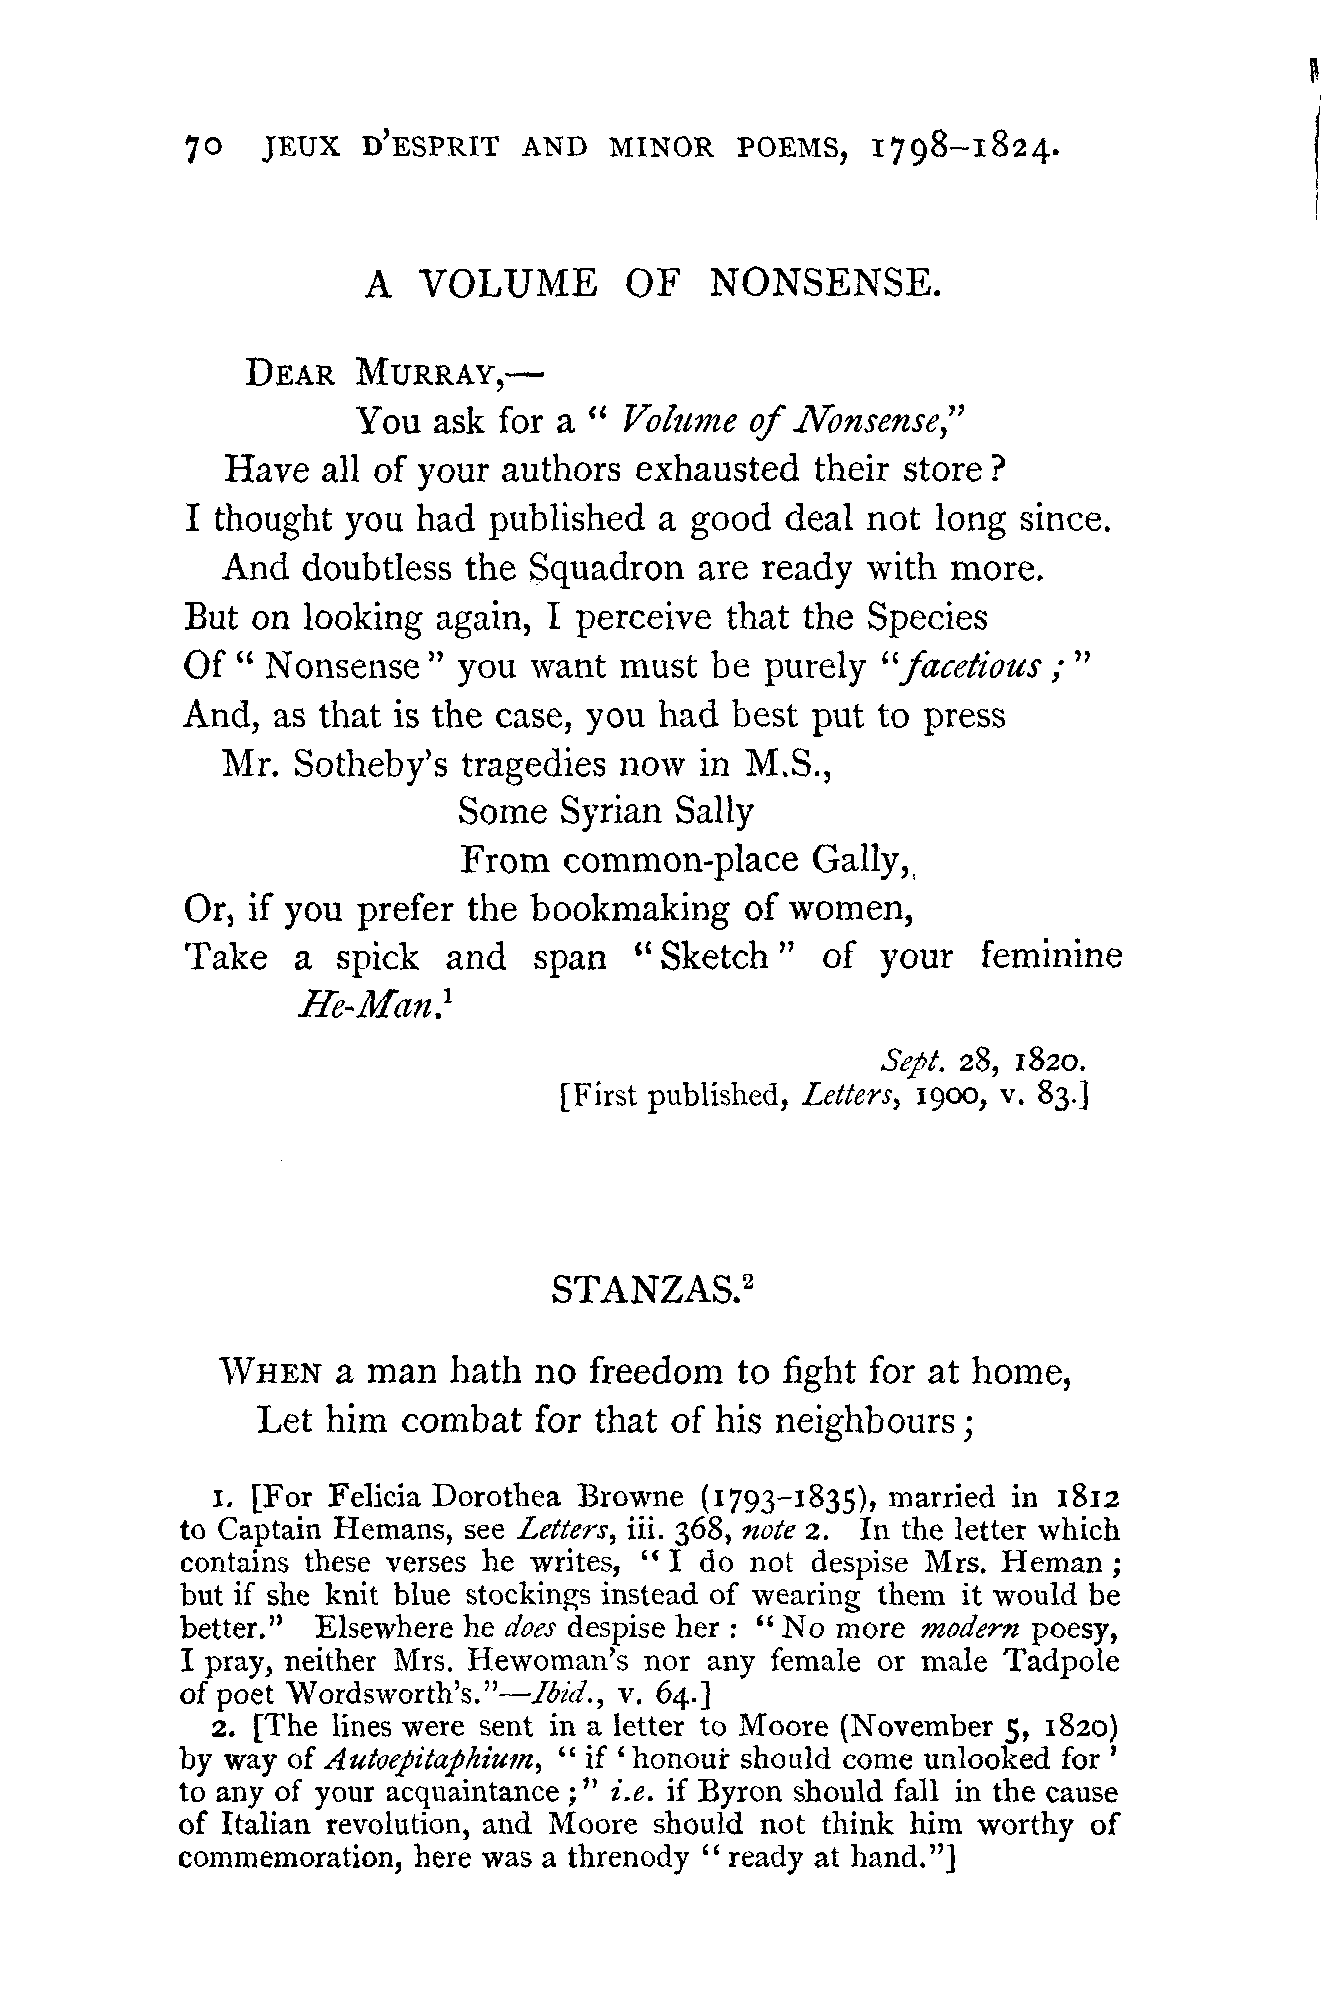 70 JEUX D'ESPRIT AND MINOR POEMS, 1798–1824.
A VOLUME OF NONSENSE.
DEAR MURRAY,—
You ask for a " Volume of Nonsense,"
Have all of your authors exhausted their store ?
I thought you had published a good deal not long since.
And doubtless the Squadron are ready with more.
But on looking again, I perceive that the Species
Of " Nonsense " you want must be purely "facetious ; "
And, as that is the case, you had best put to press
Mr. Sotheby's tragedies now in M.S.,
Some Syrian Sally
From common-place Gally,
Or, if you prefer the bookmaking of women,
Take a spick and span " Sketch " of your feminine
He-Man.¹
Sept. 28, 1820.
[First published, Letters, 1900, v. 83.]
STANZAS.²
WHEN a man hath no freedom to fight for at home,
Let him combat for that of his neighbours ;
1. [For Felicia Dorothea Browne (1793–1835), married in 1812
to Captain Hemans, see Letters, iii. 368, note 2. In the letter which
contains these verses he writes, " I do not despise Mrs. Heman ;
but if she knit blue stockings instead of wearing them it would be
better." Elsewhere he does despise her : " No more modern poesy,
I pray, neither Mrs. Hewoman's nor any female or male Tadpole
of poet Wordsworth's."—Ibid., v. 64.]
2. [The lines were sent in a letter to Moore (November 5, 1820)
by way of Autoepitaphium, " if ' honour should come unlooked for '
to any of your acquaintance ;" i.e. if Byron should fall in the cause
of Italian revolution, and Moore should not think him worthy of
commemoration, here was a threnody " ready at hand."]